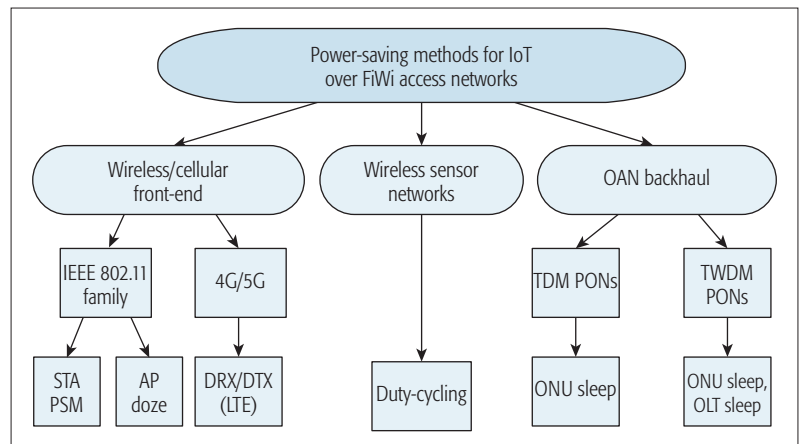 Power-saving methods for IoT
over FiWi access networks
Wireless/cellular
front-end
Wireless sensor
networks
OAN backhaul
IEEE 802.11
family
4G/5G
TDM PONs
TWDM
PONs
STA
PSM
AP
doze
DRX/DTX
(LTE)
Duty-cycling
ONU sleep
ONU sleep,
OLT sleep